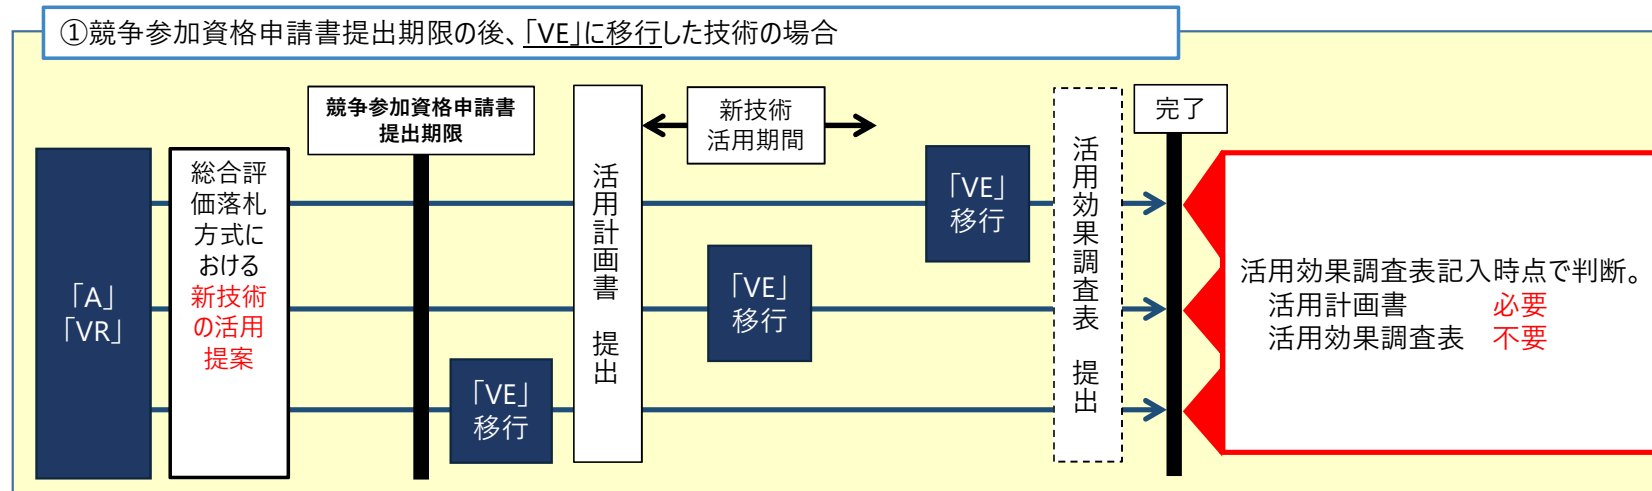 ①競争参加資格申請書提出期限の後、「VE」に移行した技術の場合
競争参加資格申請書
提出期限
新技術
活用期間
完了
「A」
「VR」
総合評
価落札
方式に
おける
新技術
の活用
提案
活用計画書 提出
「VE」
移行
「VE」
移行
「VE」
移行
活用効果調査表 提出
活用効果調査表記入時点で判断。
活用計画書 必要
活用効果調査表 不要